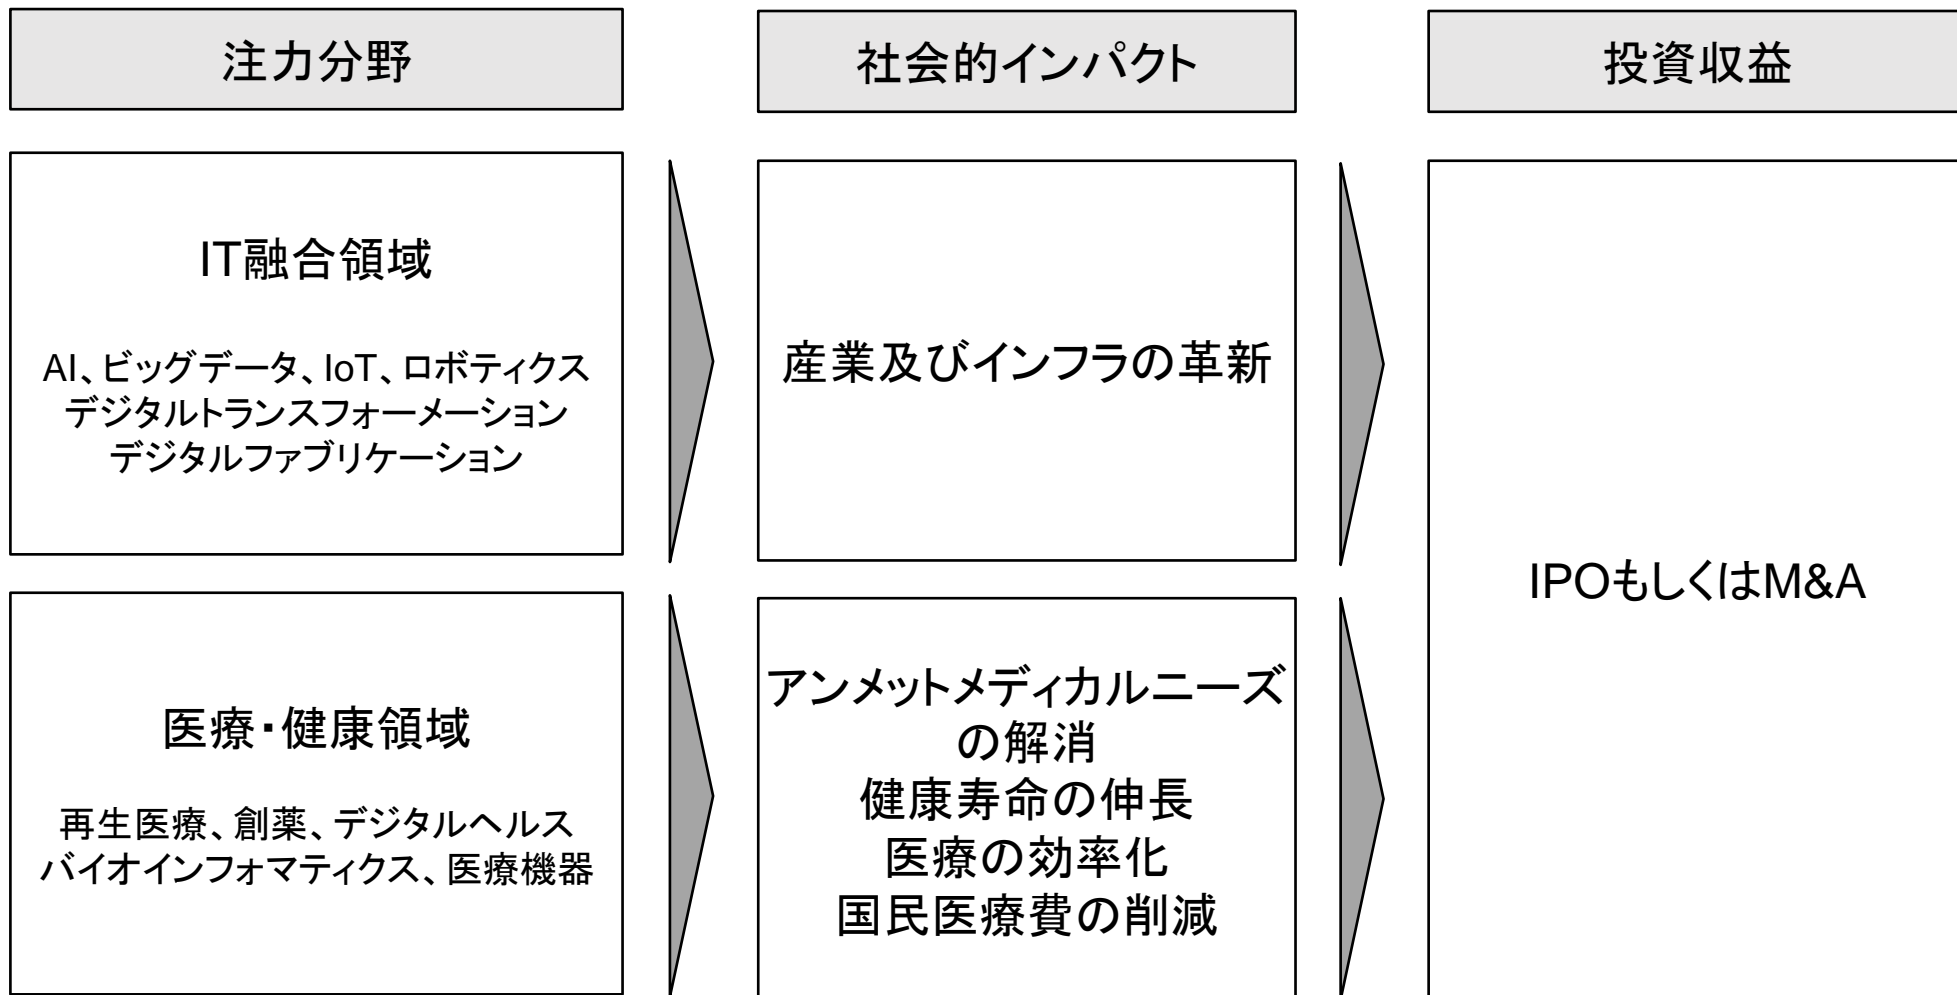 注力分野
社会的インパクト
投資収益
IT融合領域
AI、ビッグデータ、IoT、ロボティクス
デジタルトランスフォーメーション
デジタルファブリケーション
産業及びインフラの革新
IPOもしくはM&A
医療・健康領域
再生医療、創薬、デジタルヘルス
バイオインフォマティクス、医療機器
アンメットメディカルニーズ
の解消
健康寿命の伸長
医療の効率化
国民医療費の削減